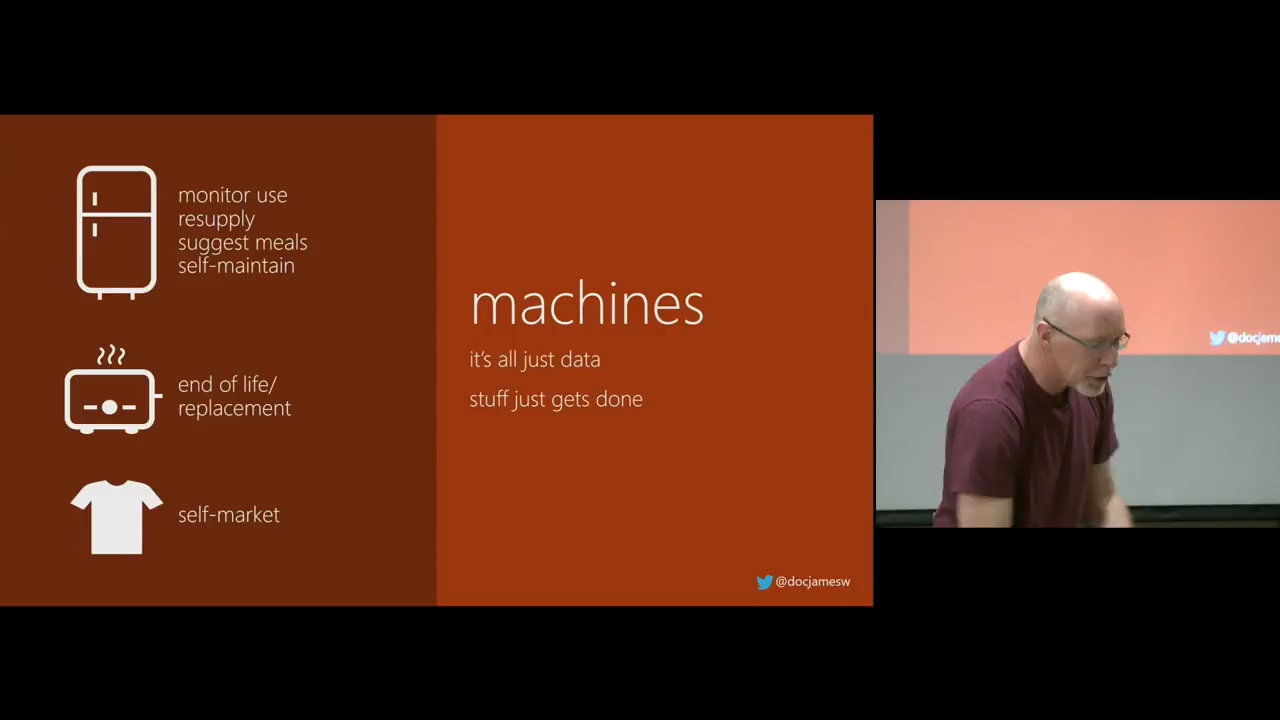 monitor use
resupply
suggest meals
self-maintain
end of life/
replacement
self-market
machines
it's all just data
stuff just gets done
@docjamesw
@docjame